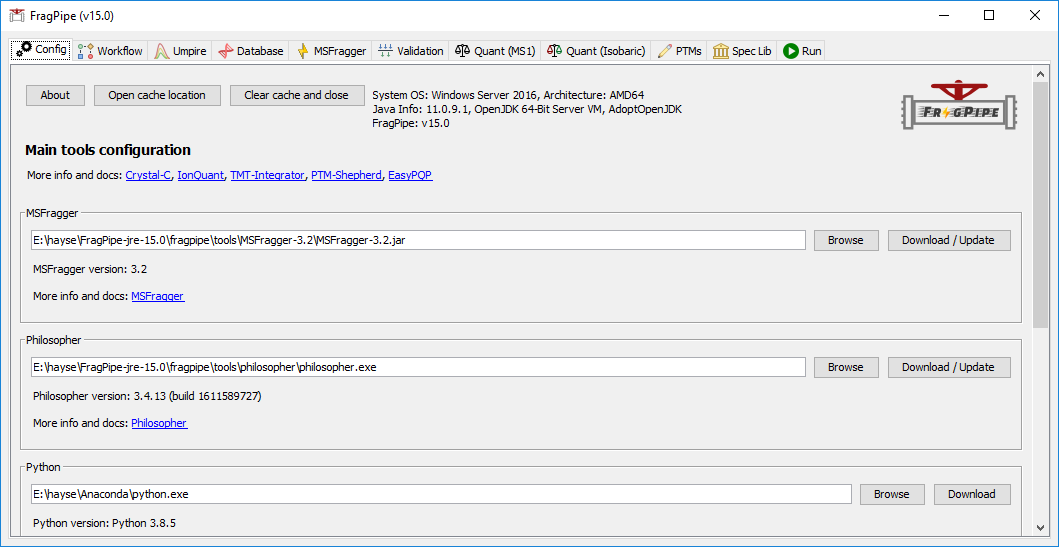 FragPipe (v15.0)
Config Workflow Umpire Database MSFragger Validation Quant (MS1) Quant (Isobaric) PTMs Spec Lib Run
About Open cache location Clear cache and close
System OS: Windows Server 2016, Architecture: AMD64
Java Info: 11.0.9.1, OpenJDK 64-Bit Server VM, AdoptOpenJDK
FragPipe: v15.0
FRAGPIPE
Main tools configuration
More info and docs: Crystal-C, IonQuant, TMT-Integrator, PTM-Shepherd, EasyPQP
MSFragger
E:\hayse\FragPipe-jre-15.0\fragpipe\tools\MSFragger-3.2\MSFragger-3.2.jar Browse Download / Update
MSFragger version: 3.2
More info and docs: MSFragger
Philosopher
E:\hayse\FragPipe-jre-15.0\fragpipe\tools\philosopher\philosopher.exe Browse Download / Update
Philosopher version: 3.4.13 (build 1611589727)
More info and docs: Philosopher
Python
E:\hayse\Anaconda\python.exe Browse Download
Python version: Python 3.8.5